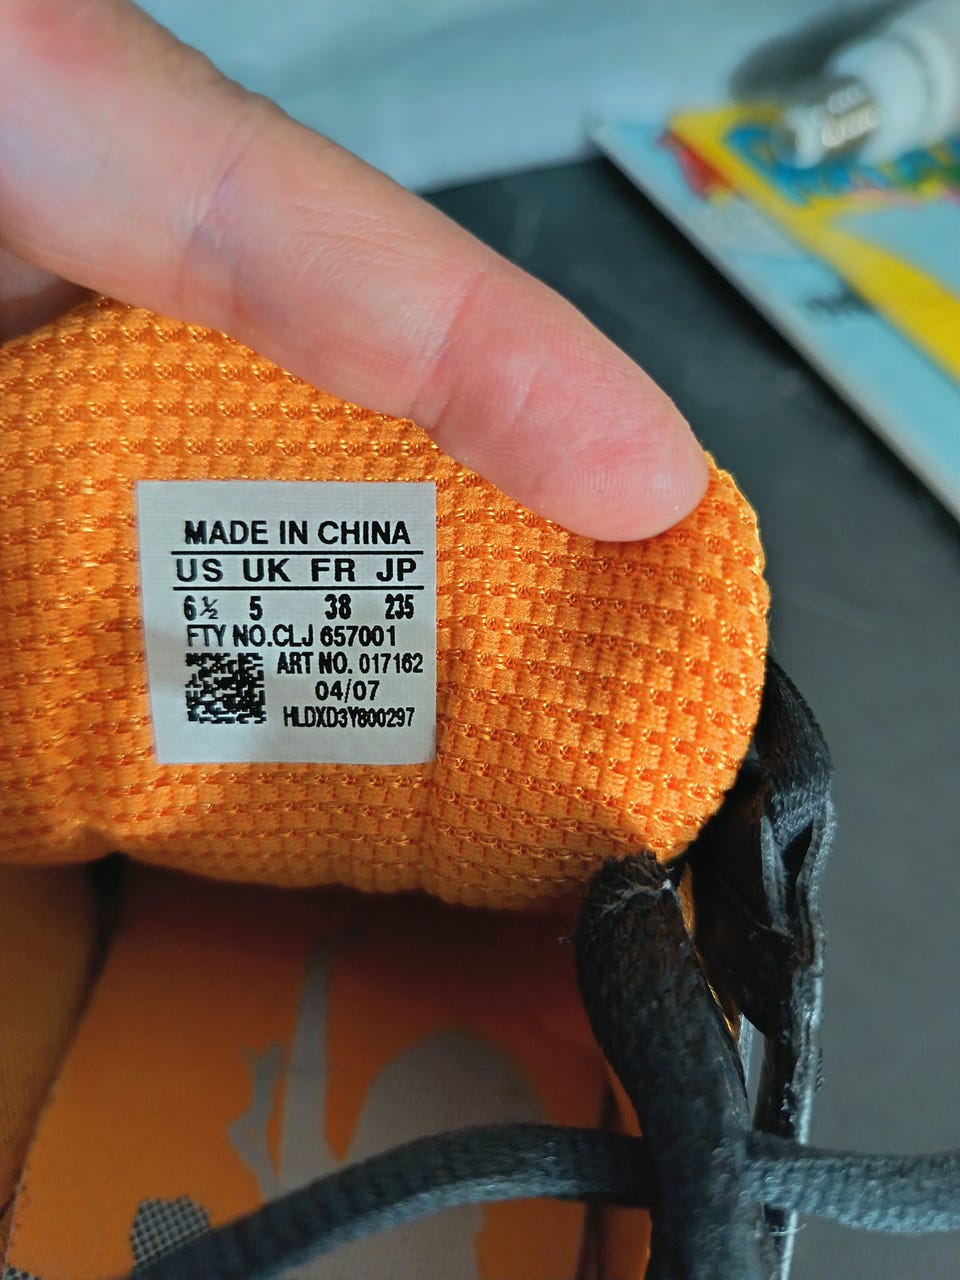 MADE IN CHINA
US UK FR JP
6½ 5 38 235
FTY NO.CLJ 657001
ART NO. 017162
04/07
HLDXD3Y800297